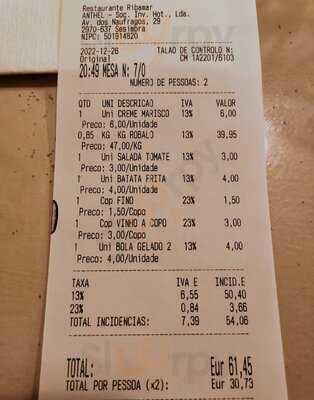 Restaurante Ribamar
ANTHEL - Soc. Inv. Hot., Lda.
Av. dos Naufragos, 29
2970-637 Sesimbra
NIPC: 501914820
2022-12-26 TALAO DE CONTROLO N:
Original CM 1A2201/6103
20:49 MESA N: 7/0
NUMERO DE PESSOAS: 2
QTD UNI DESCRICAO IVA VALOR
1 Uni CREME MARISCO 13% 6,00
Preco: 6,00/Unidade
0,85 KG KG ROBALO 13% 39,95
Preco: 47,00/KG
1 Uni SALADA TOMATE 13% 3,00
Preco: 3,00/Unidade
1 Uni BATATA FRITA 13% 4,00
Preco: 4,00/Unidade
1 Cop FINO 23% 1,50
Preco: 1,50/Copo
1 Cop VINHO A COPO 23% 3,00
Preco: 3,00/Copo
1 Uni BOLA GELADO 2 13% 4,00
Preco: 4,00/Unidade
TAXA IVA E INCID.E
13% 6,55 50,40
23% 0,84 3,66
TOTAL INCIDENCIAS: 7,39 54,06
TOTAL: Eur 61,45
TOTAL POR PESSOA (x2): Eur 30,73